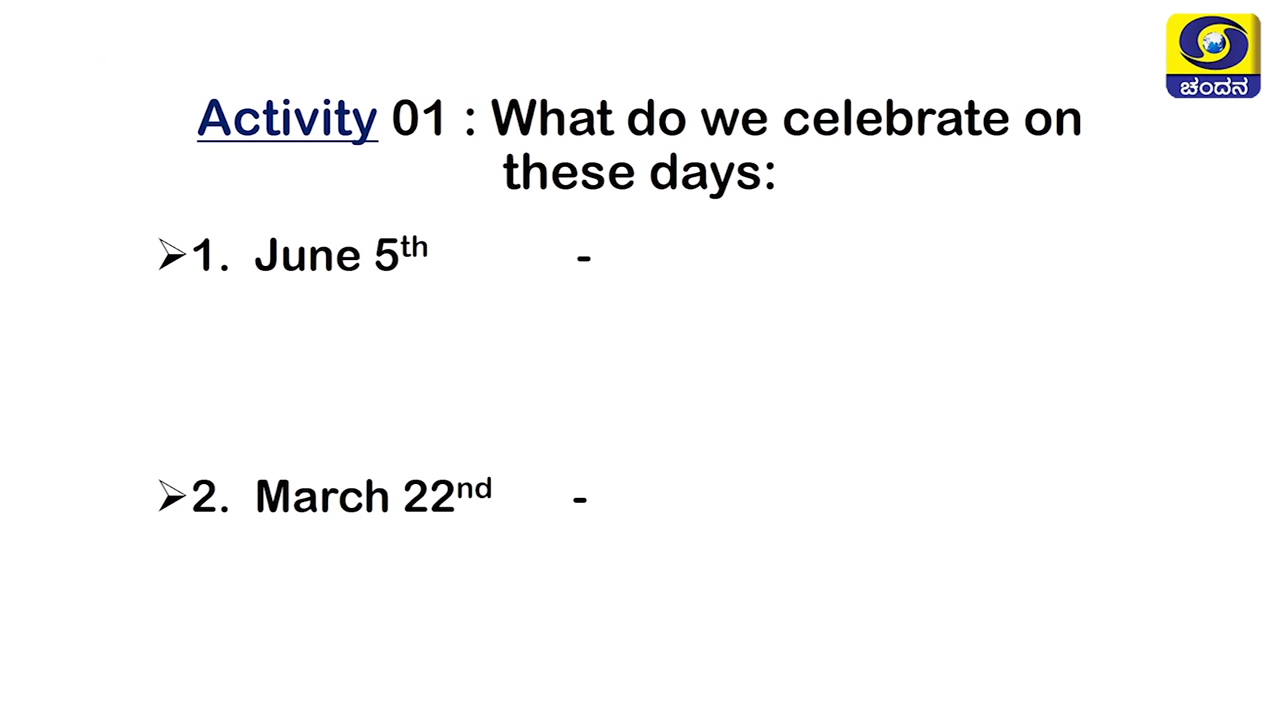 ಚಂದನ
Activity 01 : What do we celebrate on
these days:
➢1. June 5th -
➢2. March 22nd -